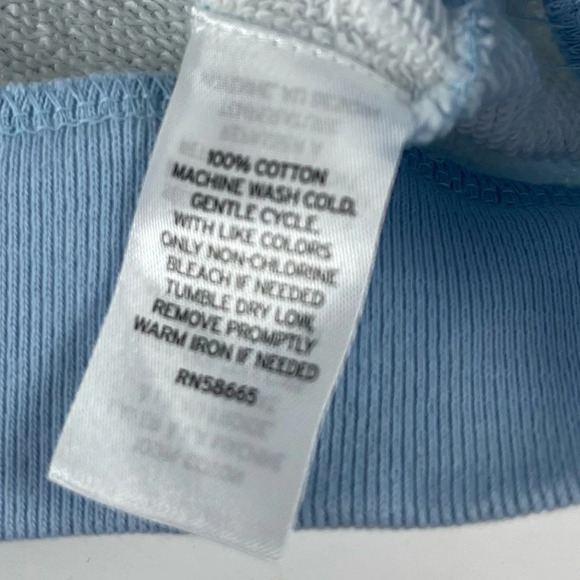 100% COTTON
MACHINE WASH COLD,
GENTLE CYCLE,
WITH LIKE COLORS
ONLY NON-CHLORINE
BLEACH IF NEEDED
TUMBLE DRY LOW,
REMOVE PROMPTLY
WARM IRON IF NEEDED
RN58665